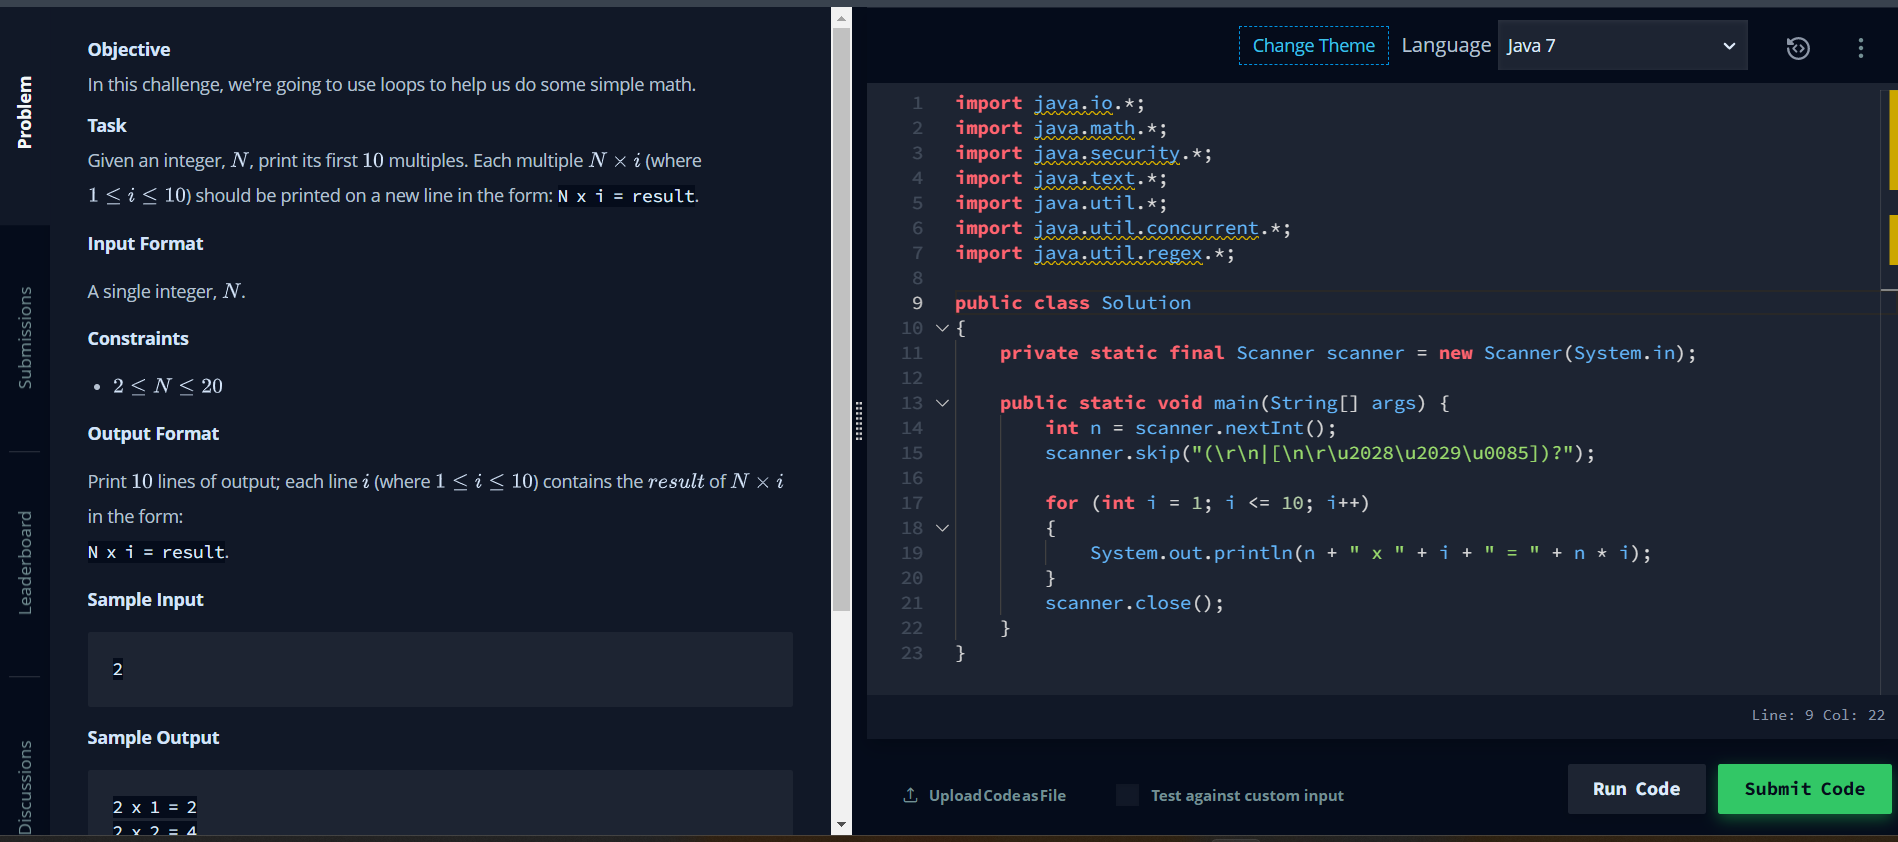 Problem
Submissions
Leaderboard
Discussions
Objective
In this challenge, we're going to use loops to help us do some simple math.
Task
Given an integer, N, print its first 10 multiples. Each multiple N × i (where
1 ≤ i ≤ 10) should be printed on a new line in the form: N x i = result.
Input Format
A single integer, N.
Constraints
• 2 ≤ N ≤ 20
Output Format
Print 10 lines of output; each line i (where 1 ≤ i ≤ 10) contains the result of N × i
in the form:
N x i = result.
Sample Input
2
Sample Output
2 x 1 = 2
2 x 2 = 4
Change Theme Language Java 7
1 import java.io.*;
2 import java.math.*;
3 import java.security.*;
4 import java.text.*;
5 import java.util.*;
6 import java.util.concurrent.*;
7 import java.util.regex.*;
8
9 public class Solution
10 {
11     private static final Scanner scanner = new Scanner(System.in);
12
13     public static void main(String[] args) {
14         int n = scanner.nextInt();
15         scanner.skip("(\r\n|[\n\r\u2028\u2029\u0085])?");
16
17         for (int i = 1; i <= 10; i++)
18         {
19             System.out.println(n + " x " + i + " = " + n * i);
20         }
21         scanner.close();
22     }
23 }
Line: 9 Col: 22
Upload Code as File
Test against custom input
Run Code
Submit Code